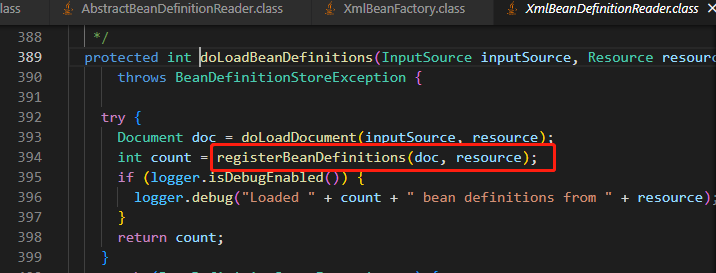 AbstractBeanDefinitionReader.class XmlBeanFactory.class XmlBeanDefinitionReader.class
388 */
389 protected int doLoadBeanDefinitions(InputSource inputSource, Resource resourc
390 throws BeanDefinitionStoreException {
391
392 try {
393 Document doc = doLoadDocument(inputSource, resource);
394 int count = registerBeanDefinitions(doc, resource);
395 if (logger.isDebugEnabled()) {
396 logger.debug("Loaded " + count + " bean definitions from " + resource);
397 }
398 return count;
399 }